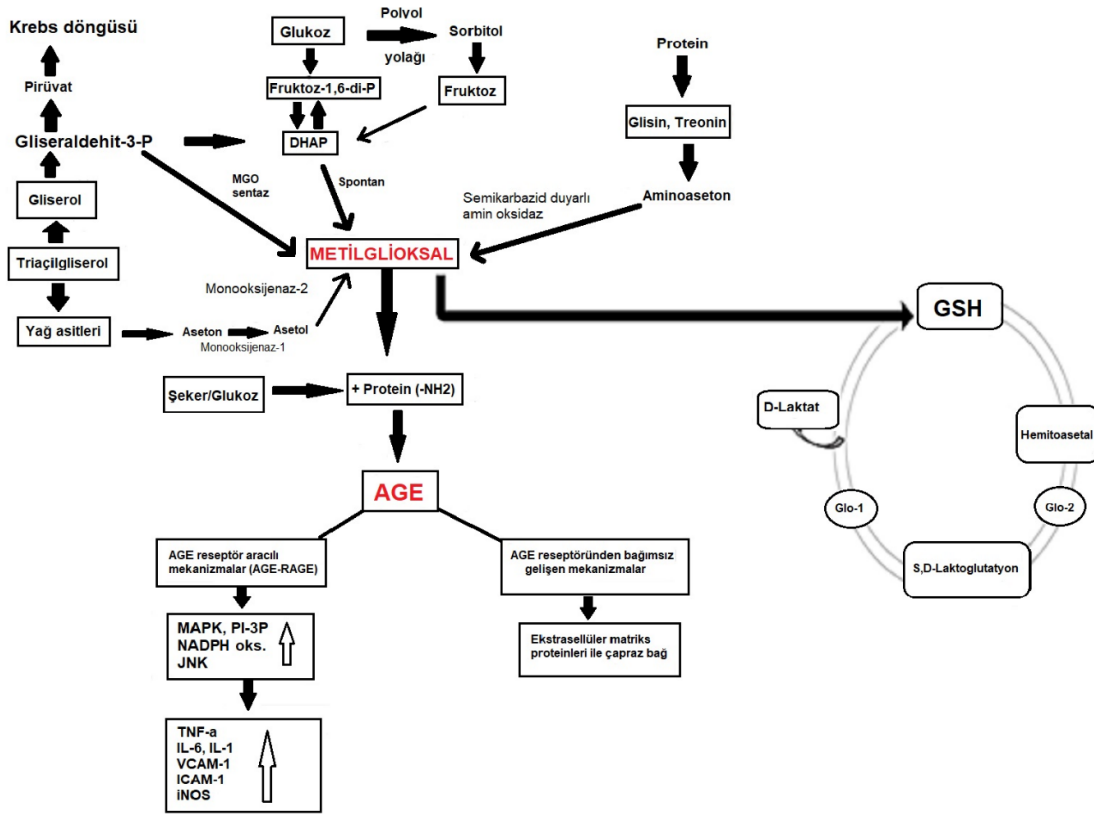 Krebs döngüsü
Pirüvat
Gliseraldehit-3-P
Gliserol
Triaçilgliserol
Yağ asitleri
Aseton
Asetol
Monooksijenaz-1
Monooksijenaz-2
MGO
sentaz
Glukoz
Polvol
yolağı
Sorbitol
Fruktoz-1,6-di-P
Fruktoz
DHAP
Spontan
Protein
Glisin, Treonin
Aminoaseton
Semikarbazid duyarlı
amin oksidaz
METİLGLİOKSAL
Şeker/Glukoz
+ Protein (-NH2)
AGE
AGE reseptör aracılı
mekanizmalar (AGE-RAGE)
MAPK, PI-3P
NADPH oks.
JNK
TNF-a
IL-6, IL-1
VCAM-1
ICAM-1
iNOS
AGE reseptöründen bağımsız
gelişen mekanizmalar
Ekstrasellüler matriks
proteinleri ile çapraz bağ
GSH
D-Laktat
Hemitoasetal
Glo-1
Glo-2
S,D-Laktoglutatyon